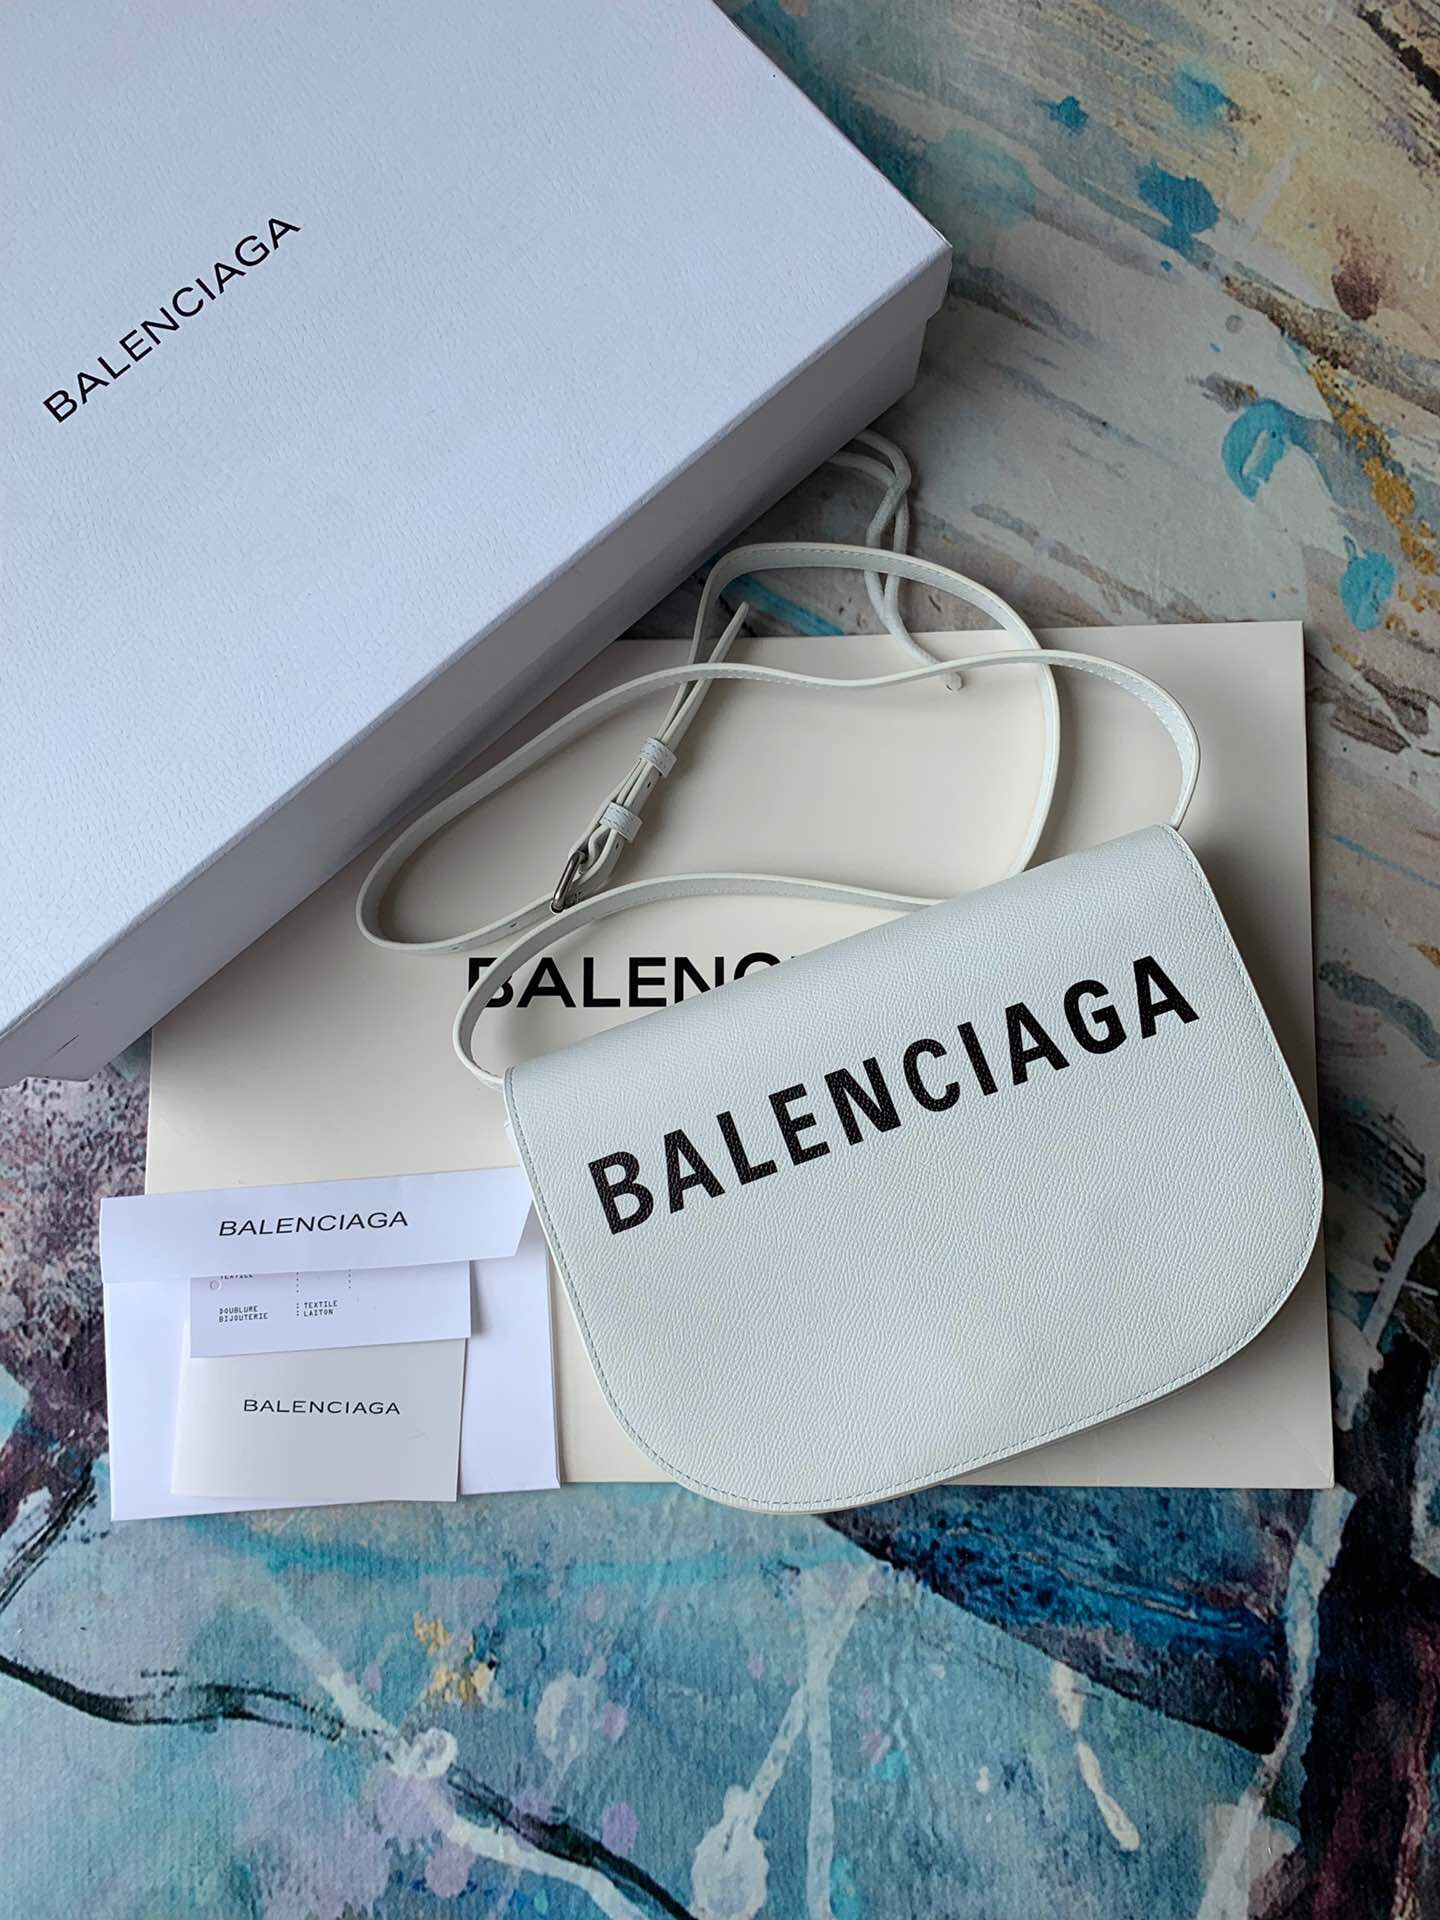 BALENCIAGA
BALENC
BALENCIAGA
BALENCIAGA
TEXTILE
DOUBLURE : TEXTILE
BIJOUTERIE : LAITON
BALENCIAGA